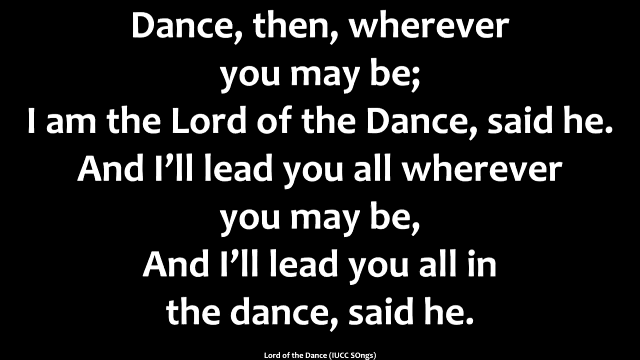 Dance, then, wherever
you may be;
I am the Lord of the Dance, said he.
And I’ll lead you all wherever
you may be,
And I’ll lead you all in
the dance, said he.
Lord of the Dance (IUCC SOngs)